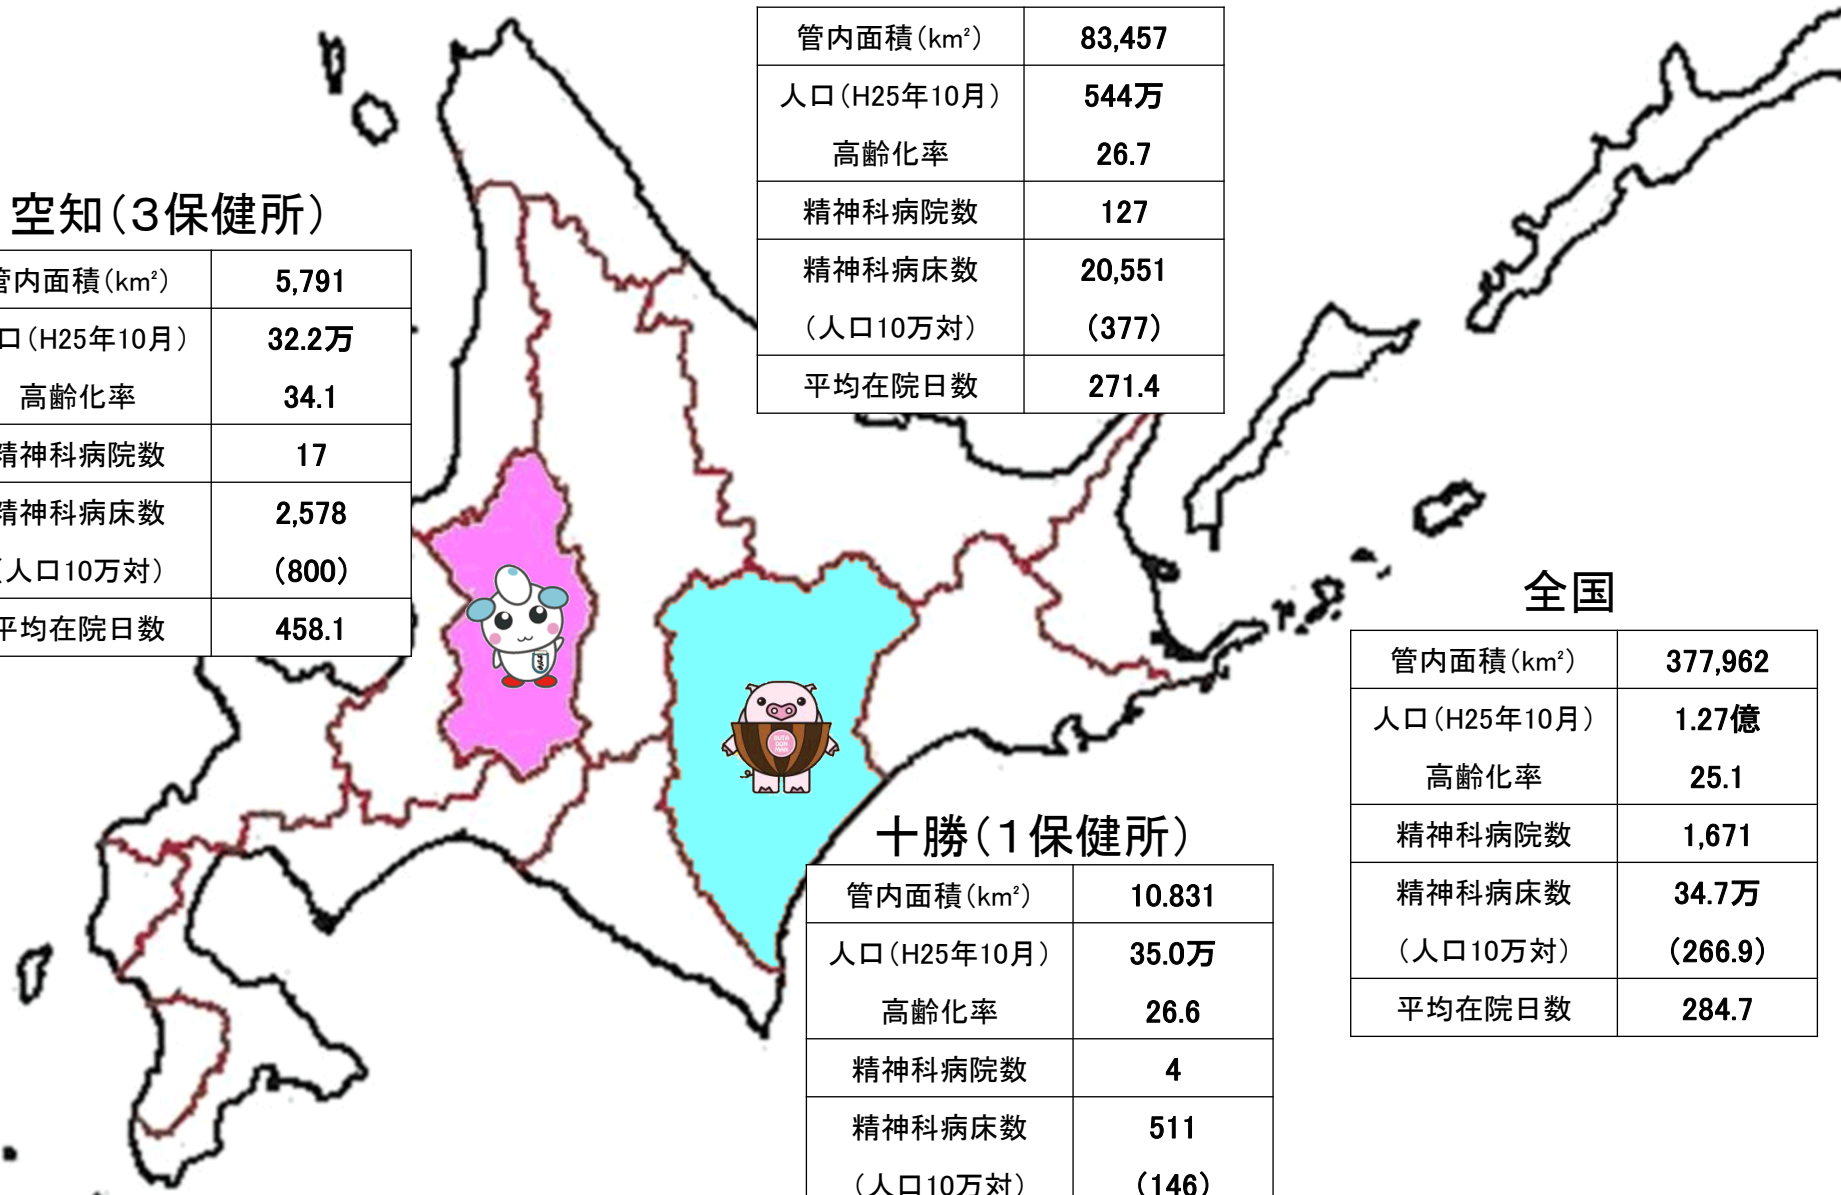 管内面積(km²) 83,457
人口(H25年10月) 544万
高齢化率 26.7
精神科病院数 127
精神科病床数 20,551
(人口10万対) (377)
平均在院日数 271.4
空知(3保健所)
管内面積(km²) 5,791
口(H25年10月) 32.2万
高齢化率 34.1
精神科病院数 17
精神科病床数 2,578
(人口10万対) (800)
平均在院日数 458.1
全国
管内面積(km²) 377,962
人口(H25年10月) 1.27億
高齢化率 25.1
精神科病院数 1,671
精神科病床数 34.7万
(人口10万対) (266.9)
平均在院日数 284.7
BUTA
DON
MAN
十勝(1保健所)
管内面積(km²) 10.831
人口(H25年10月) 35.0万
高齢化率 26.6
精神科病院数 4
精神科病床数 511
(人口10万対) (146)